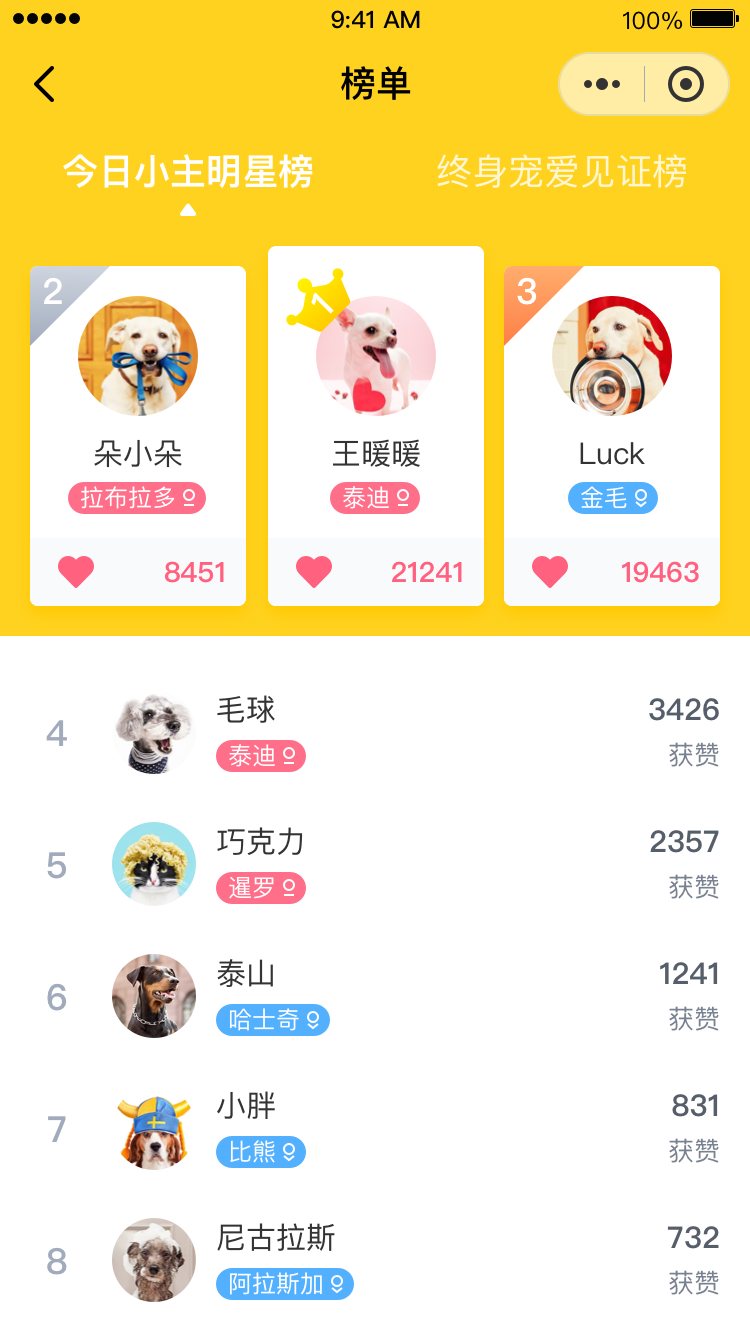 9:41 AM
100%
榜单
今日小主明星榜
终身宠爱见证榜
2
朵小朵
拉布拉多
8451
1
王暖暖
泰迪
21241
3
Luck
金毛
19463
4
毛球
泰迪
3426
获赞
5
巧克力
暹罗
2357
获赞
6
泰山
哈士奇
1241
获赞
7
小胖
比熊
831
获赞
8
尼古拉斯
阿拉斯加
732
获赞